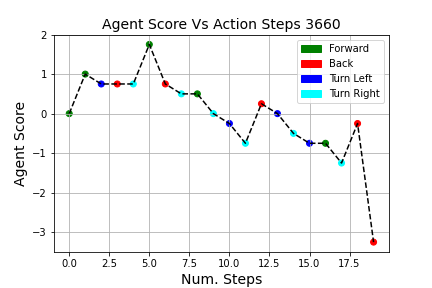 Agent Score Vs Action Steps 3660
Forward
Back
Turn Left
Turn Right
Agent Score
2
1
0
−1
−2
−3
0.0 2.5 5.0 7.5 10.0 12.5 15.0 17.5
Num. Steps